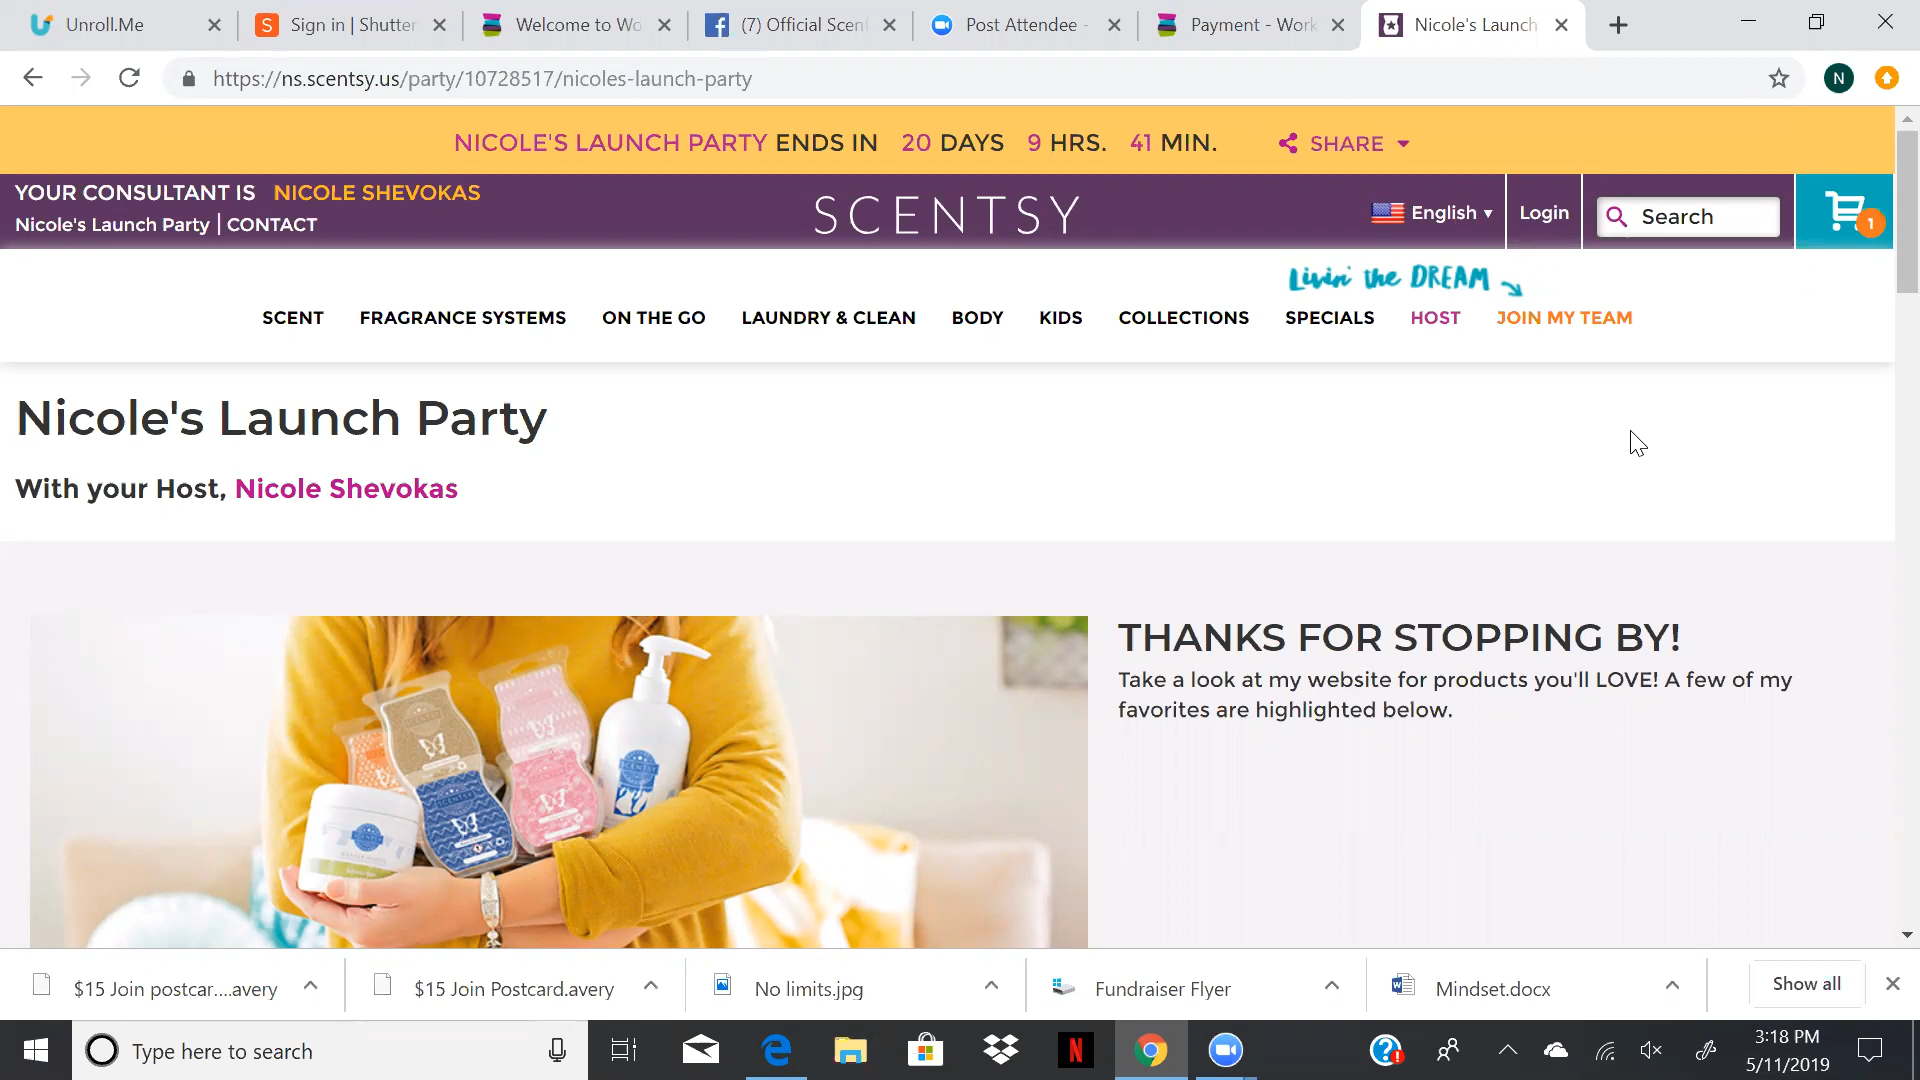 Unroll.Me
Sign in | Shutter
Welcome to Wo
(7) Official Scen
Post Attendee -
Payment - Work
Nicole's Launch
https://ns.scentsy.us/party/10728517/nicoles-launch-party
N
NICOLE'S LAUNCH PARTY ENDS IN 20 DAYS 9 HRS. 41 MIN. SHARE
YOUR CONSULTANT IS NICOLE SHEVOKAS
Nicole's Launch Party | CONTACT
SCENTSY
English
Login
Search
1
Livin' the DREAM
SCENT FRAGRANCE SYSTEMS ON THE GO LAUNDRY & CLEAN BODY KIDS COLLECTIONS SPECIALS HOST JOIN MY TEAM
Nicole's Launch Party
With your Host, Nicole Shevokas
THANKS FOR STOPPING BY!
Take a look at my website for products you'll LOVE! A few of my
favorites are highlighted below.
$15 Join postcar....avery
$15 Join Postcard.avery
No limits.jpg
Fundraiser Flyer
Mindset.docx
Show all
Type here to search
3:18 PM
5/11/2019